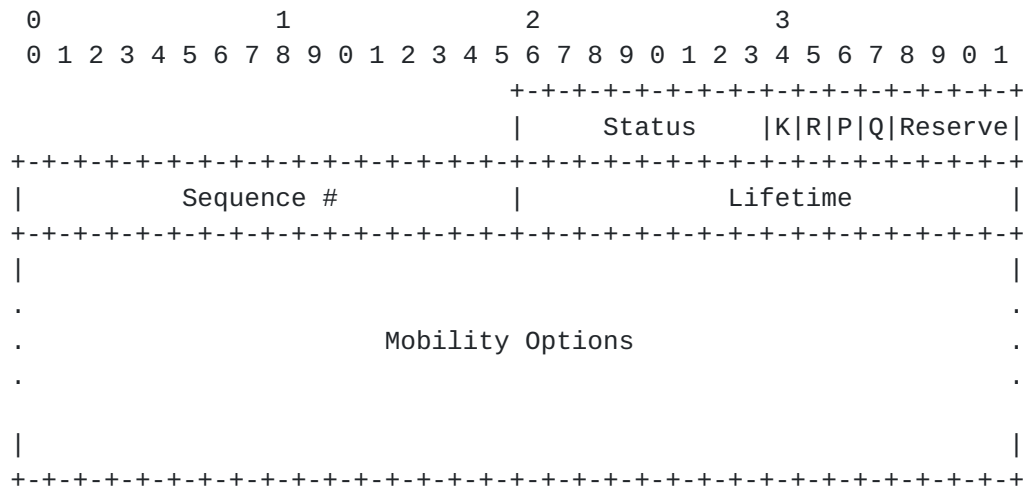 0                   1                   2                   3
 0 1 2 3 4 5 6 7 8 9 0 1 2 3 4 5 6 7 8 9 0 1 2 3 4 5 6 7 8 9 0 1
                                +-+-+-+-+-+-+-+-+-+-+-+-+-+-+-+-+
                                |     Status    |K|R|P|Q|Reserve|
+-+-+-+-+-+-+-+-+-+-+-+-+-+-+-+-+-+-+-+-+-+-+-+-+-+-+-+-+-+-+-+-+
|          Sequence #           |             Lifetime          |
+-+-+-+-+-+-+-+-+-+-+-+-+-+-+-+-+-+-+-+-+-+-+-+-+-+-+-+-+-+-+-+-+
|                                                               |
.                                                               .
.                       Mobility Options                        .
.                                                               .
|                                                               |
+-+-+-+-+-+-+-+-+-+-+-+-+-+-+-+-+-+-+-+-+-+-+-+-+-+-+-+-+-+-+-+-+